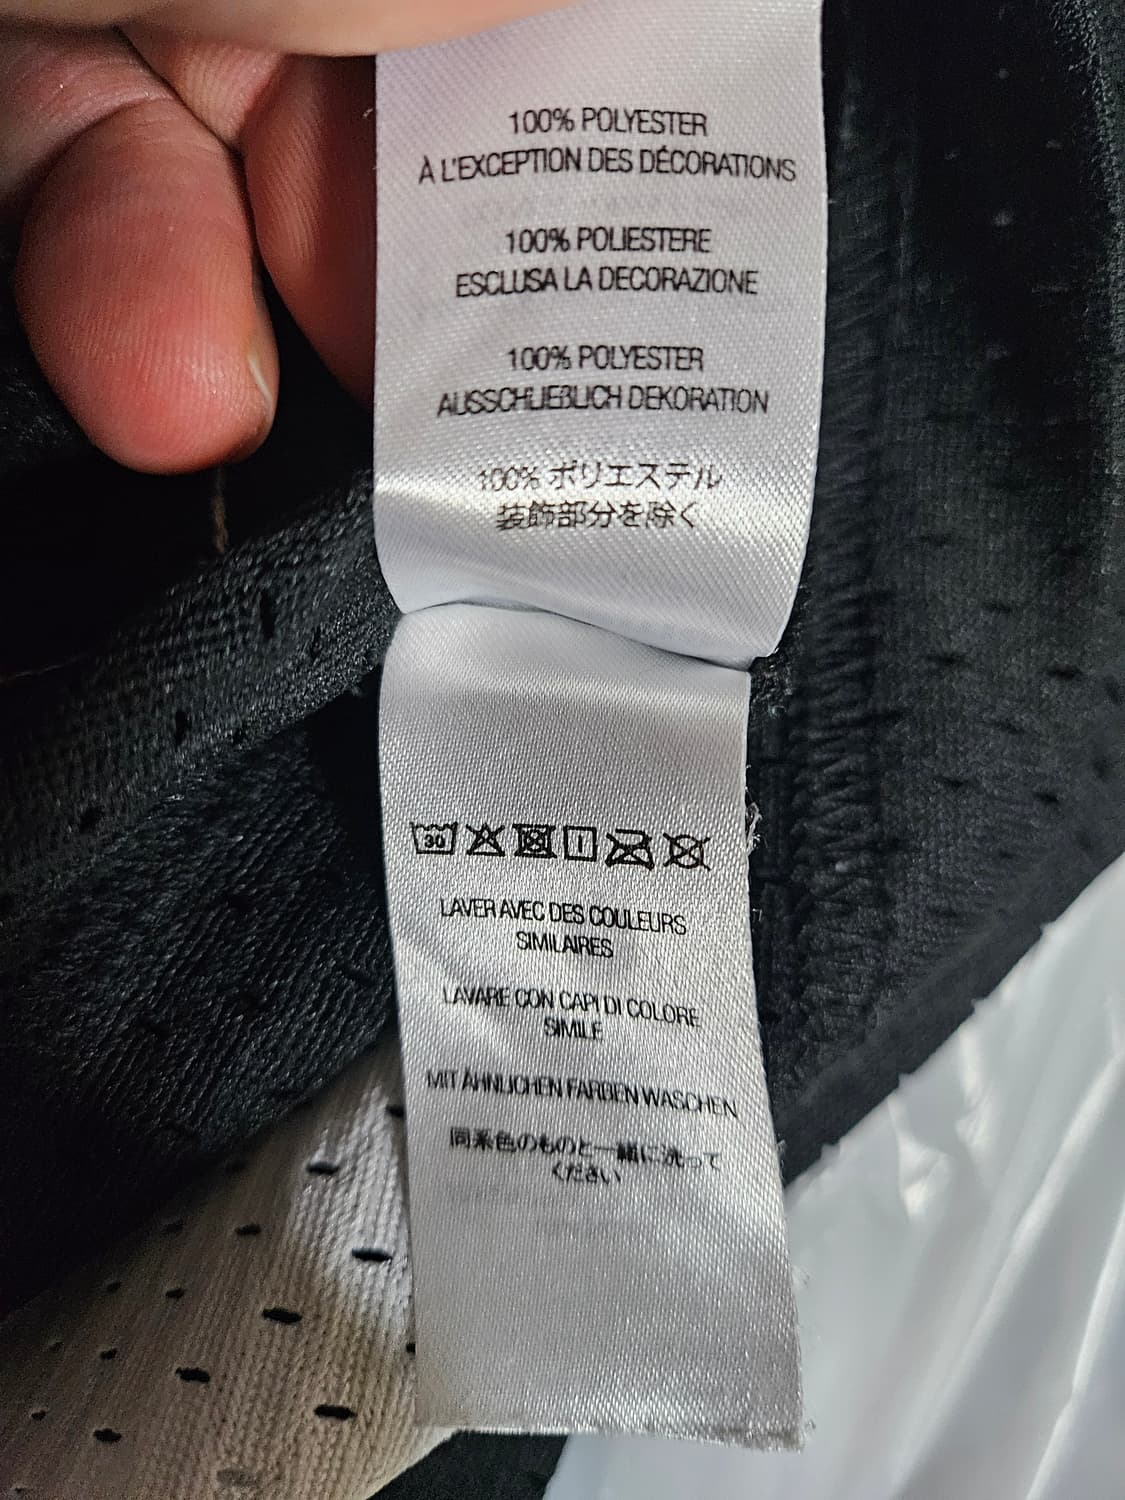 100% POLYESTER
À L'EXCEPTION DES DÉCORATIONS
100% POLIESTERE
ESCLUSA LA DECORAZIONE
100% POLYESTER
AUSSCHLIEßLICH DEKORATION
100% ポリエステル
装飾部分を除く
30
LAVER AVEC DES COULEURS
SIMILAIRES
LAVARE CON CAPI DI COLORE
SIMILE
MIT ÄHNLICHEN FARBEN WASCHEN
同系色のものと一緒に洗って
ください